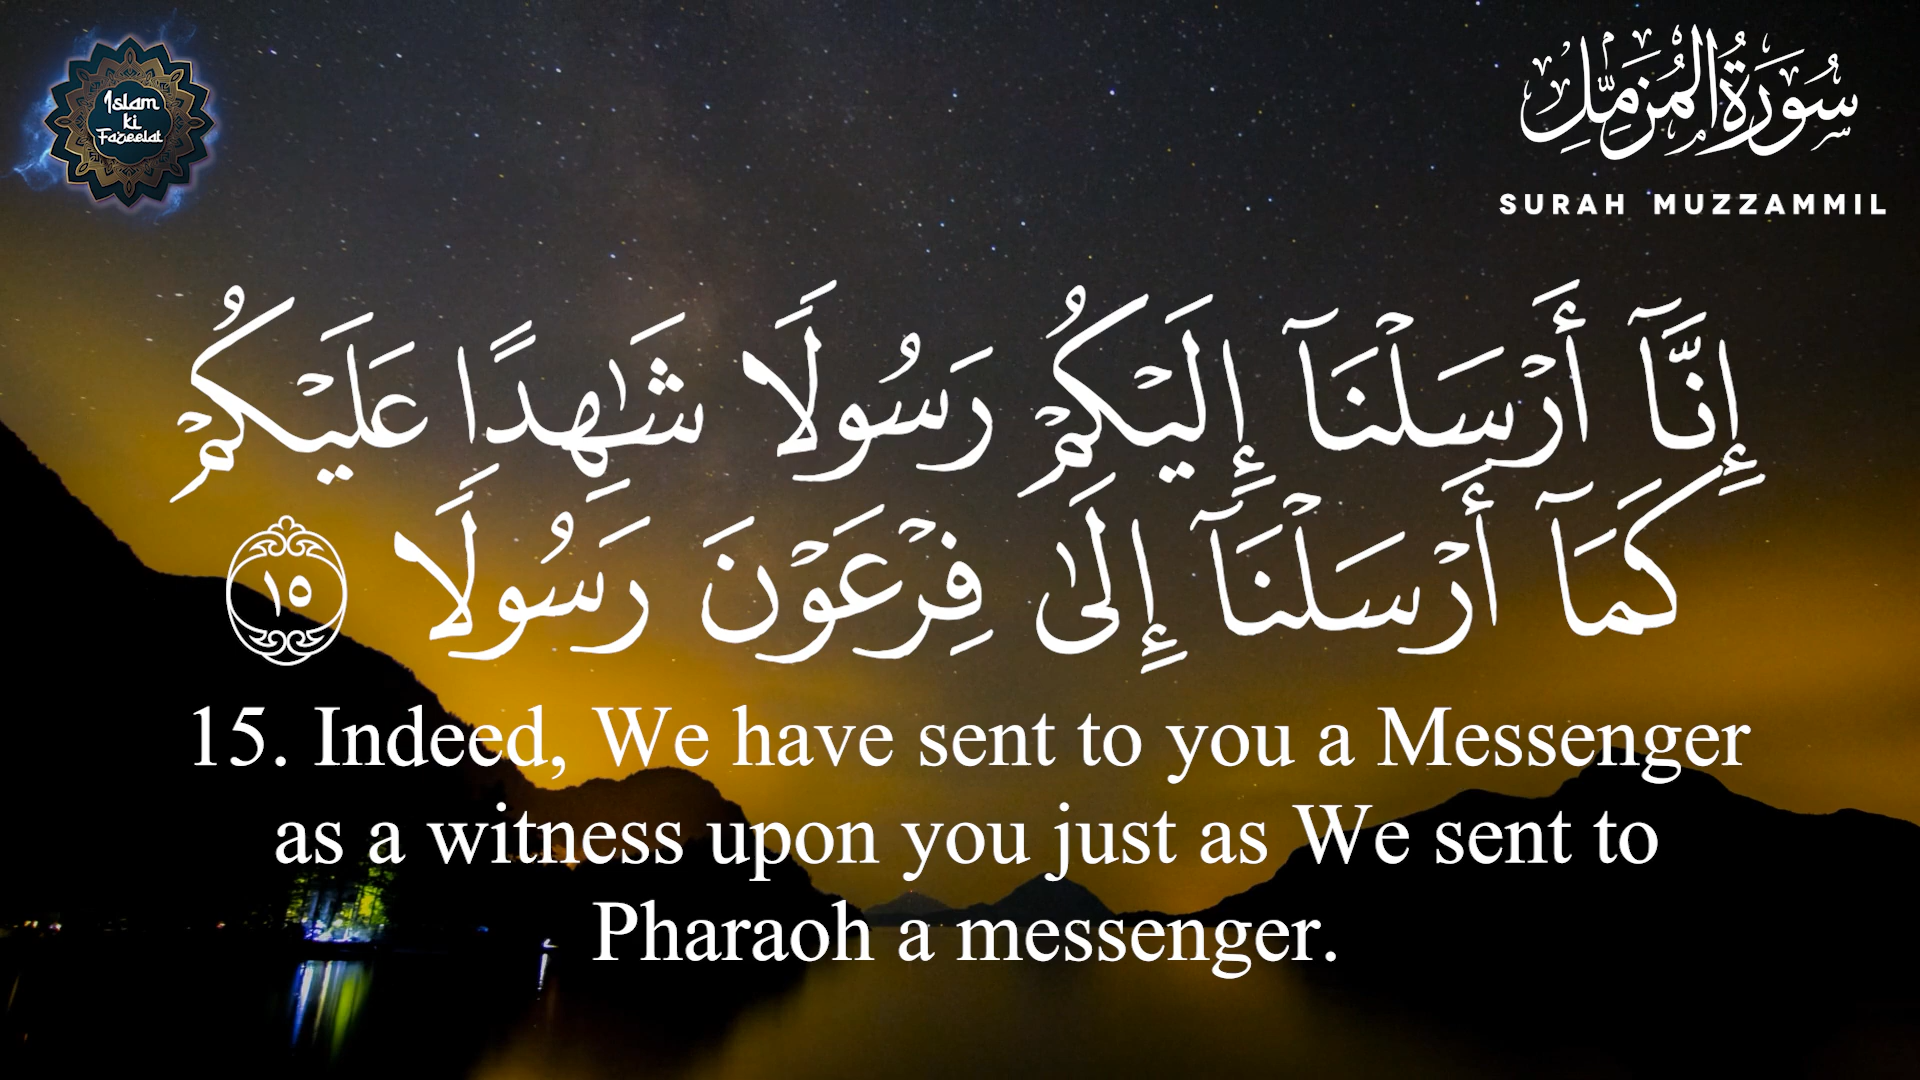 Islam
ki
Fazeelat
سُورَةُ المُزَمِّل
SURAH MUZZAMMIL
إِنَّآ أَرْسَلْنَآ إِلَيْكُمْ رَسُولًا شَٰهِدًا عَلَيْكُمْ
كَمَآ أَرْسَلْنَآ إِلَىٰ فِرْعَوْنَ رَسُولًا ١٥
15. Indeed, We have sent to you a Messenger
as a witness upon you just as We sent to
Pharaoh a messenger.